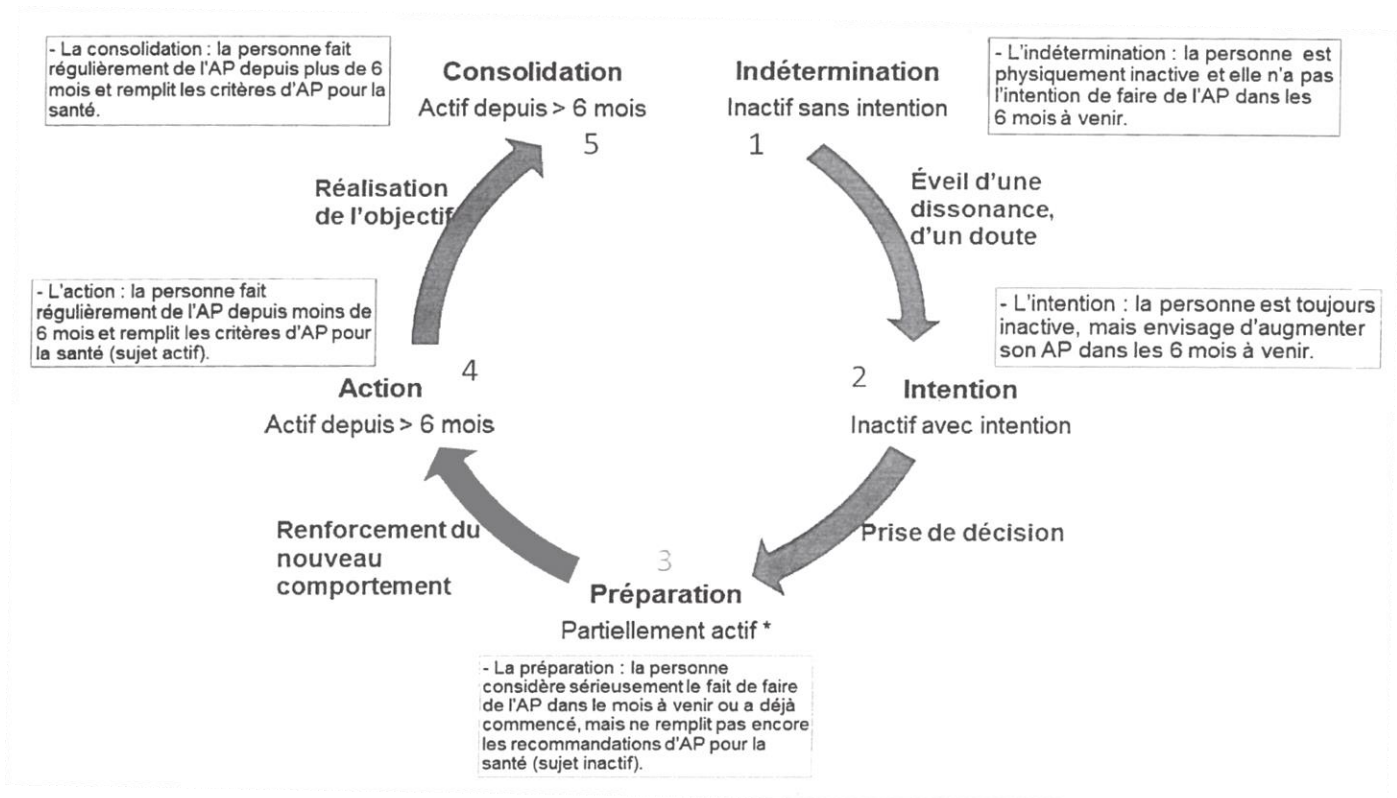 - La consolidation : la personne fait
régulièrement de l'AP depuis plus de 6
mois et remplit les critères d'AP pour la
santé.
Consolidation
Actif depuis > 6 mois
5
Indétermination
Inactif sans intention
1
- L'indétermination : la personne est
physiquement inactive et elle n'a pas
l'intention de faire de l'AP dans les
6 mois à venir.
Réalisation
de l'objectif
Éveil d'une
dissonance,
d'un doute
- L'action : la personne fait
régulièrement de l'AP depuis moins de
6 mois et remplit les critères d'AP pour
la santé (sujet actif).
- L'intention : la personne est toujours
inactive, mais envisage d'augmenter
son AP dans les 6 mois à venir.
4
Action
Actif depuis > 6 mois
2
Intention
Inactif avec intention
Renforcement du
nouveau
comportement
Prise de décision
3
Préparation
Partiellement actif *
- La préparation : la personne
considère sérieusement le fait de faire
de l'AP dans le mois à venir ou a déjà
commencé, mais ne remplit pas encore
les recommandations d'AP pour la
santé (sujet inactif).